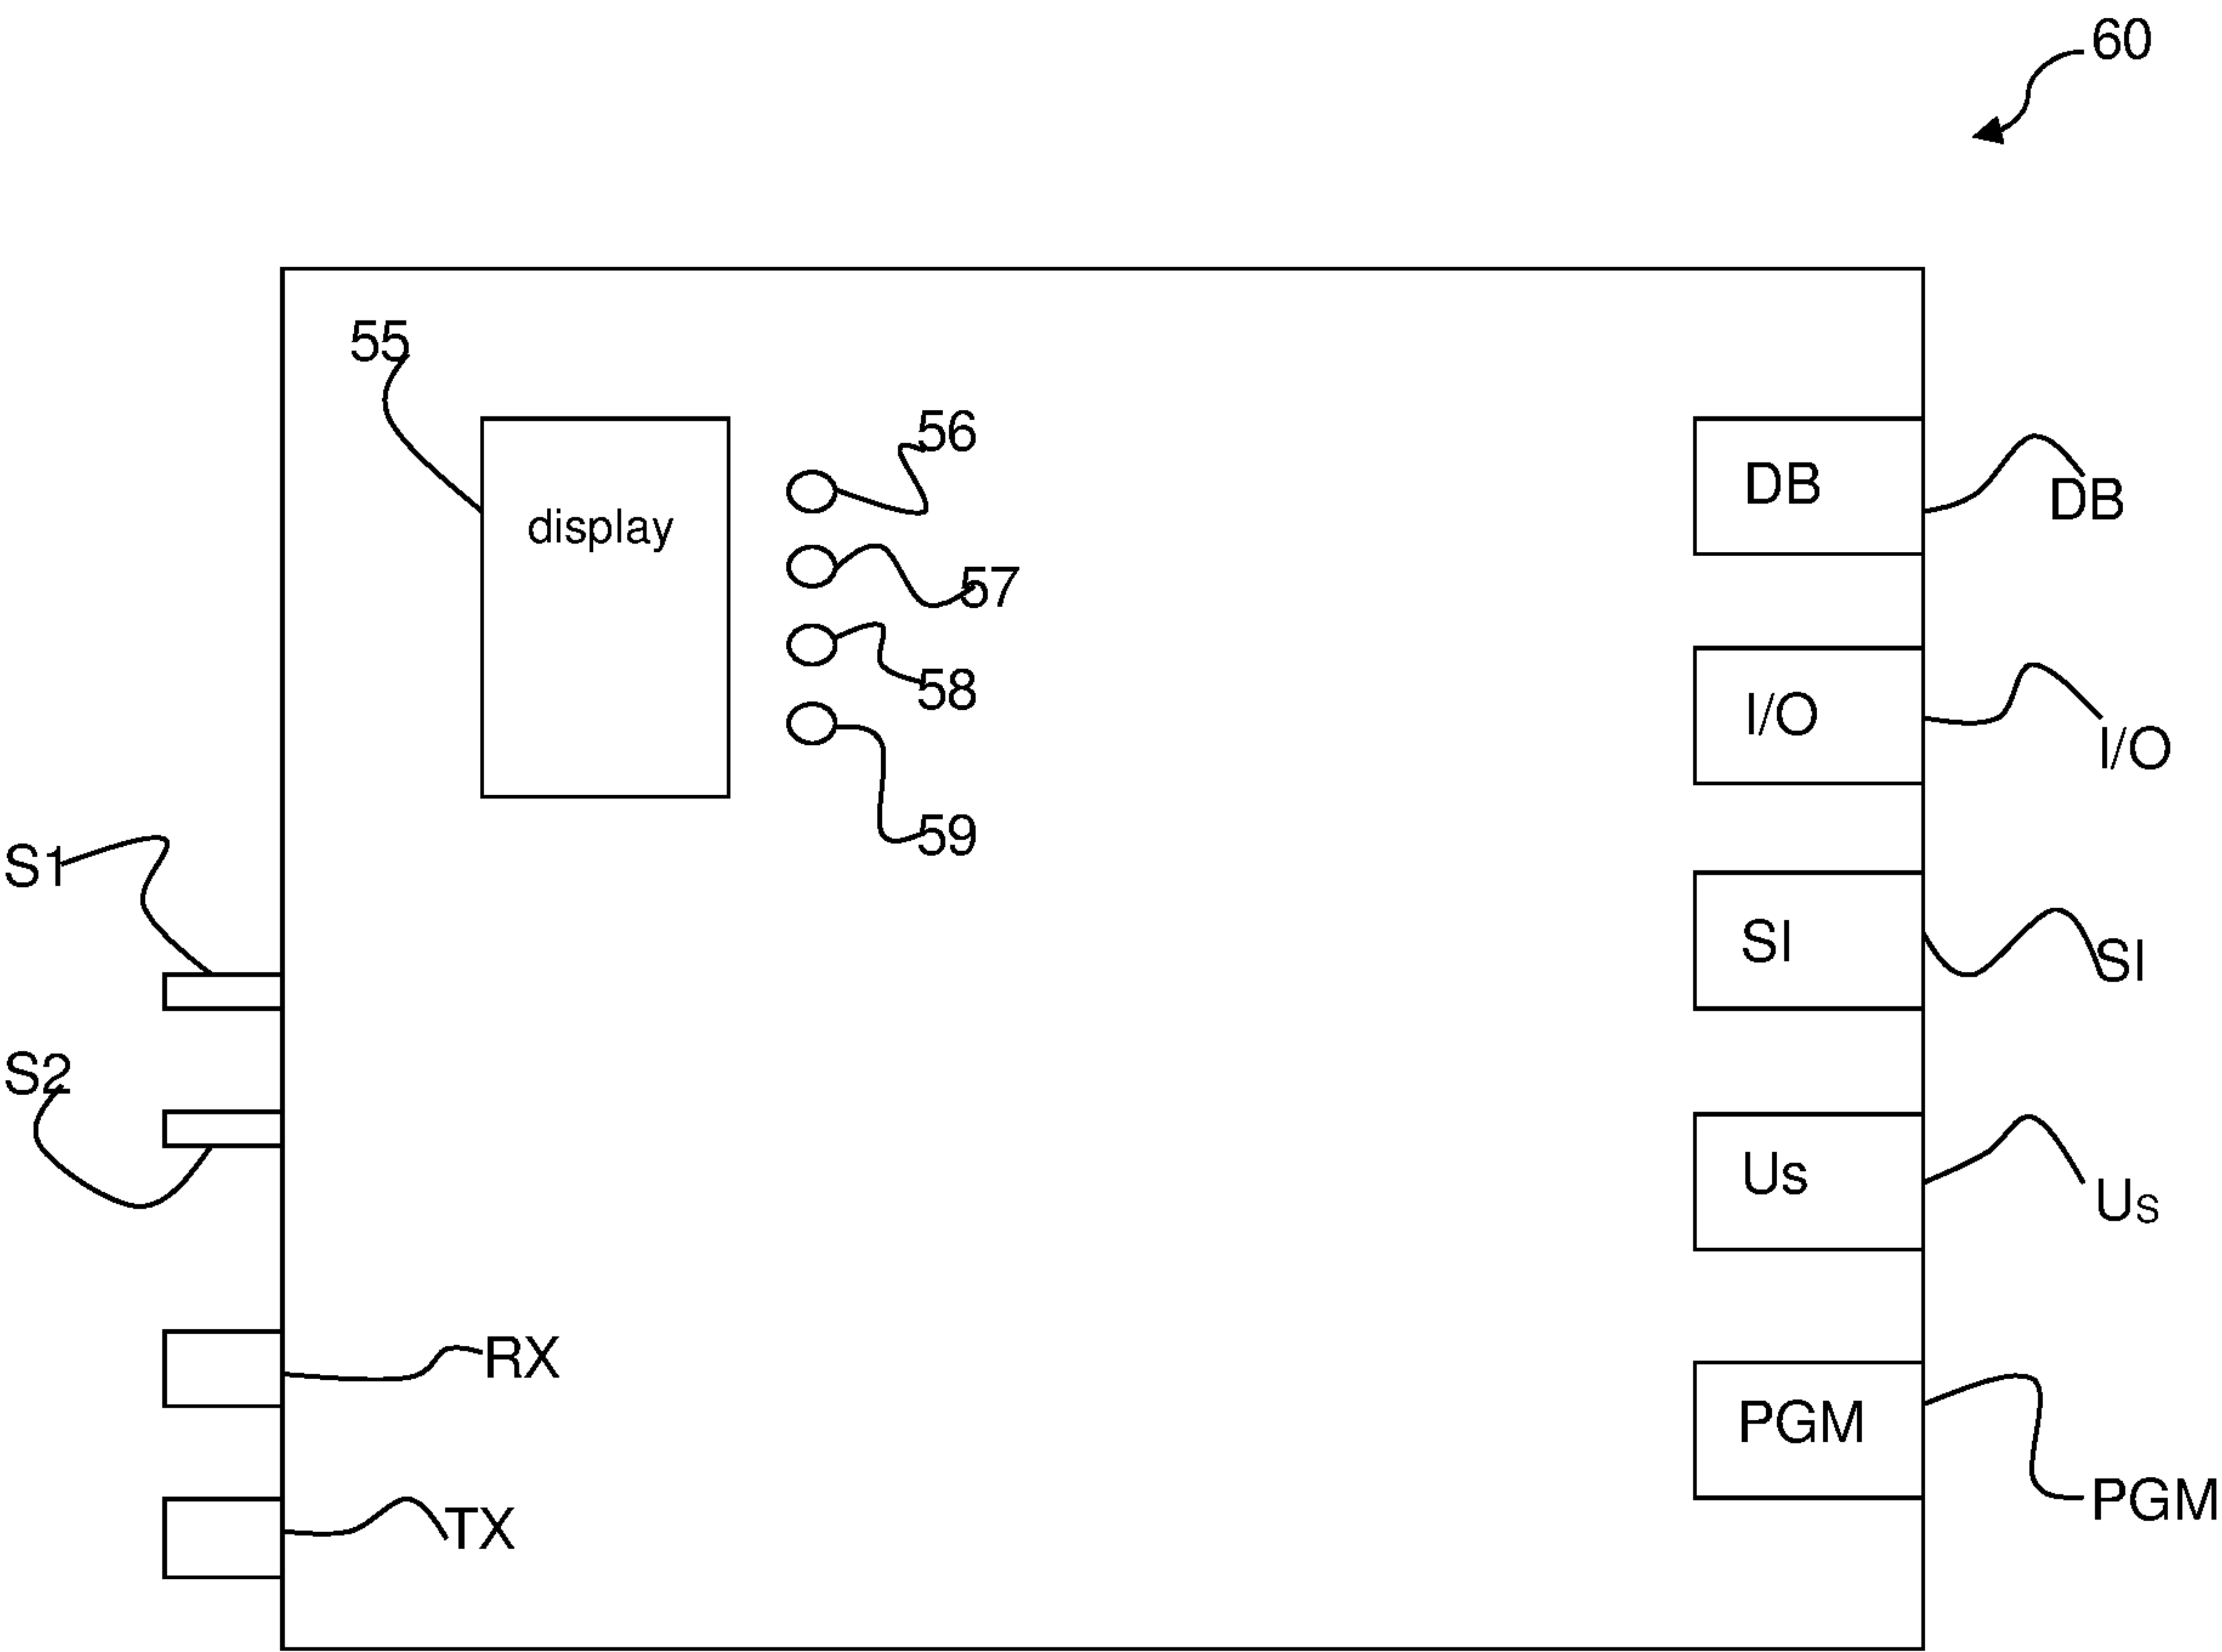 60
55
56
DB
display
DB
57
58
I/O
I/O
59
S1
SI
SI
S2
Us
Us
RX
PGM
PGM
TX